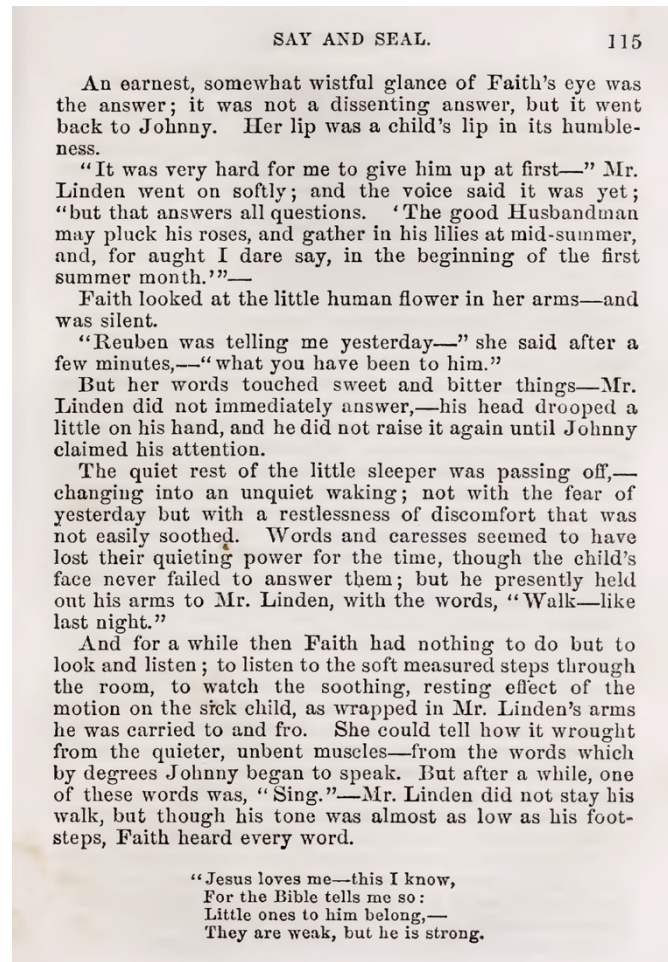 SAY AND SEAL. 115
An earnest, somewhat wistful glance of Faith's eye was
the answer; it was not a dissenting answer, but it went
back to Johnny. Her lip was a child's lip in its humble-
ness.
"It was very hard for me to give him up at first—" Mr.
Linden went on softly; and the voice said it was yet;
"but that answers all questions. 'The good Husbandman
may pluck his roses, and gather in his lilies at mid-summer,
and, for aught I dare say, in the beginning of the first
summer month.'"—
Faith looked at the little human flower in her arms—and
was silent.
"Reuben was telling me yesterday—" she said after a
few minutes,—"what you have been to him."
But her words touched sweet and bitter things—Mr.
Linden did not immediately answer,—his head drooped a
little on his hand, and he did not raise it again until Johnny
claimed his attention.
The quiet rest of the little sleeper was passing off,—
changing into an unquiet waking; not with the fear of
yesterday but with a restlessness of discomfort that was
not easily soothed. Words and caresses seemed to have
lost their quieting power for the time, though the child's
face never failed to answer them; but he presently held
out his arms to Mr. Linden, with the words, "Walk—like
last night."
And for a while then Faith had nothing to do but to
look and listen; to listen to the soft measured steps through
the room, to watch the soothing, resting effect of the
motion on the sick child, as wrapped in Mr. Linden's arms
he was carried to and fro. She could tell how it wrought
from the quieter, unbent muscles—from the words which
by degrees Johnny began to speak. But after a while, one
of these words was, "Sing."—Mr. Linden did not stay his
walk, but though his tone was almost as low as his foot-
steps, Faith heard every word.
"Jesus loves me—this I know,
For the Bible tells me so:
Little ones to him belong,—
They are weak, but he is strong.